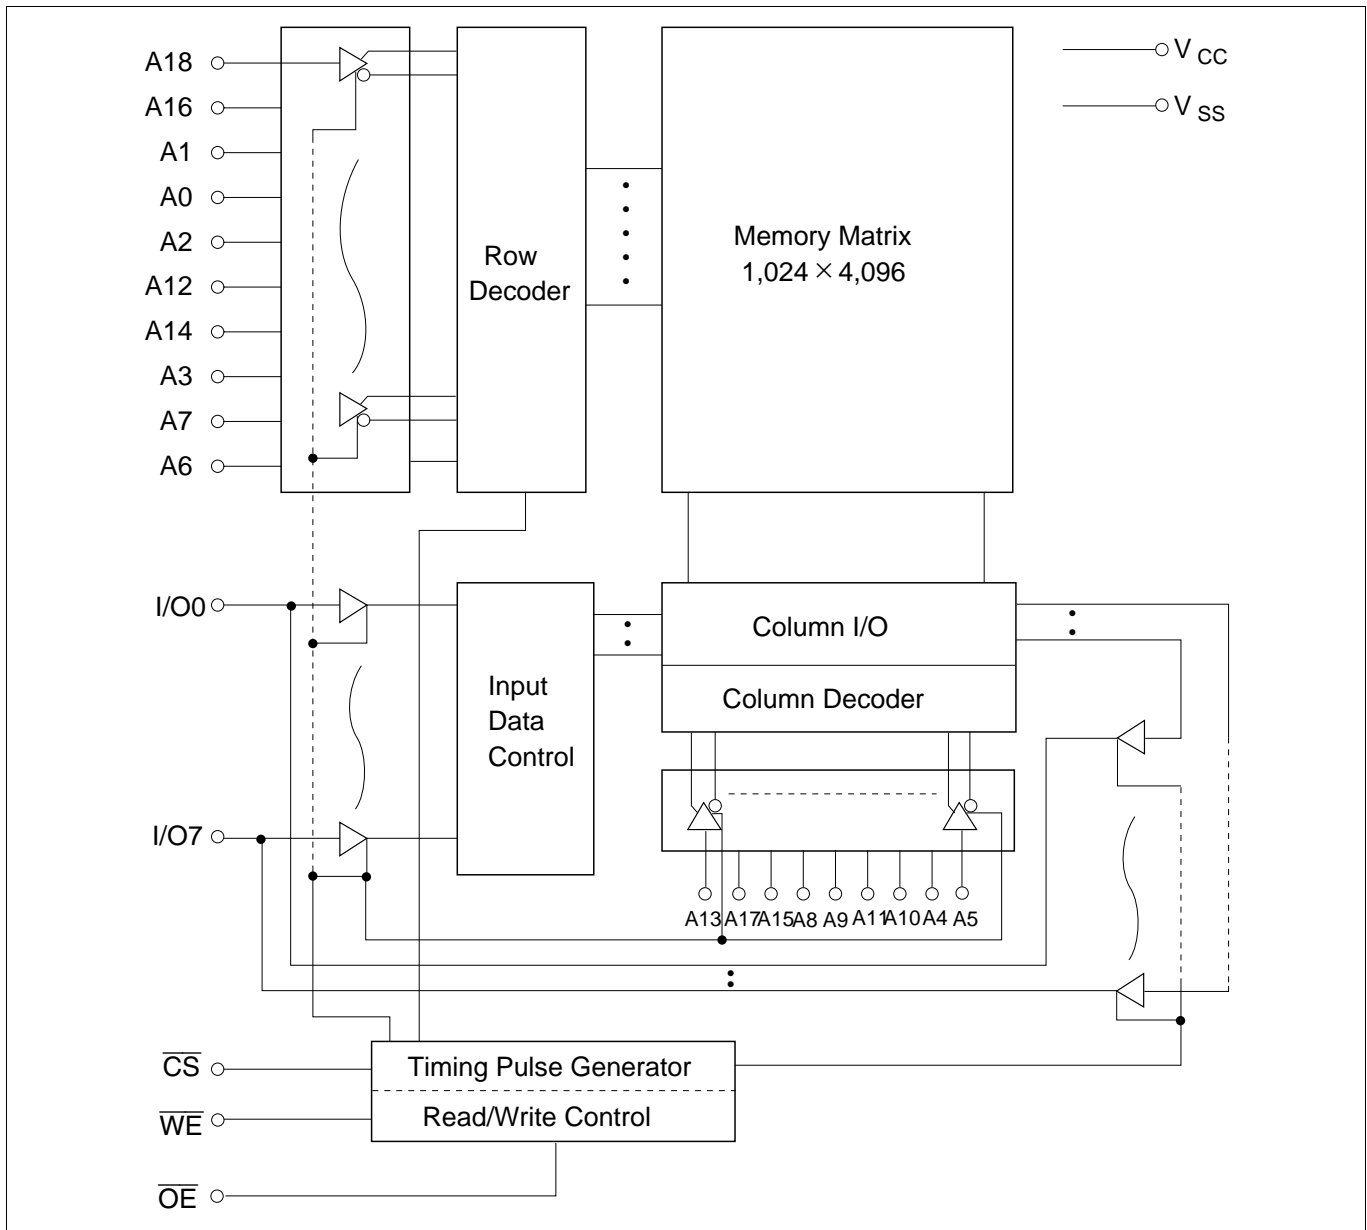 A18
A16
A1
A0
A2
A12
A14
A3
A7
A6
Row
Decoder
Memory Matrix
1,024 × 4,096
V CC
V SS
I/O0
I/O7
Input
Data
Control
Column I/O
Column Decoder
A13 A17 A15 A8 A9 A11 A10 A4 A5
CS
WE
OE
Timing Pulse Generator
Read/Write Control